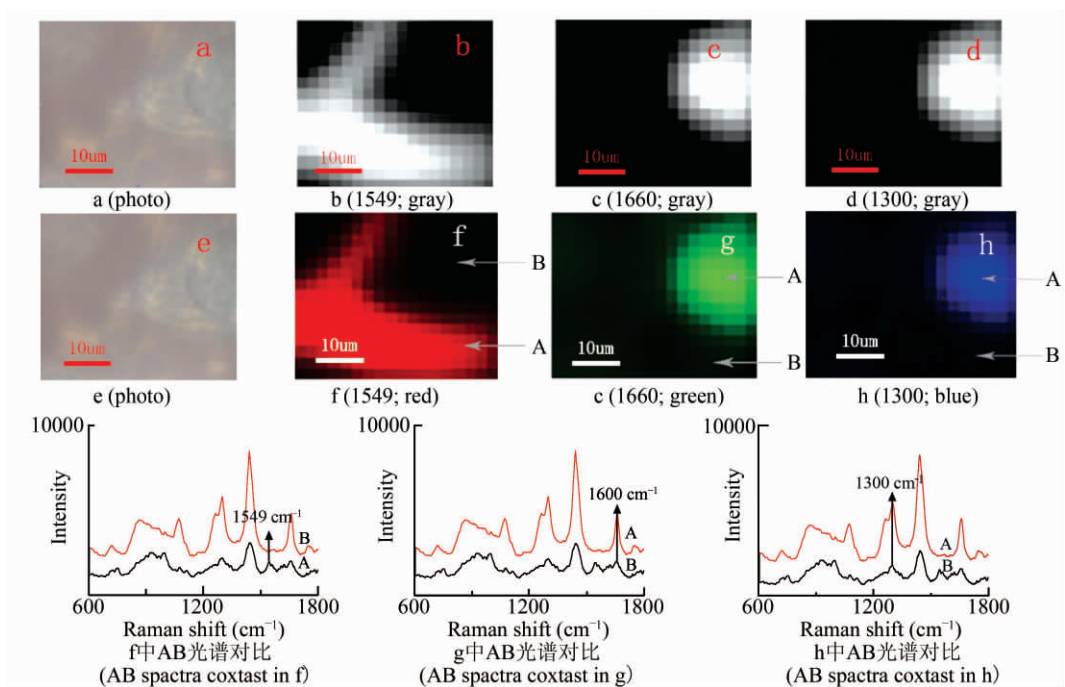 a
b
c
d
10um
10um
10um
10um
a (photo)
b (1549; gray)
c (1660; gray)
d (1300; gray)
e
f
g
h
B
A
A
B
A
B
10um
10um
10um
10um
e (photo)
f (1549; red)
c (1660; green)
h (1300; blue)
10000
Intensity
1549 cm⁻¹
B
A
600 1200 1800
Raman shift (cm⁻¹)
f中AB光谱对比
(AB spactra coxtast in f)
10000
Intensity
1600 cm⁻¹
A
B
600 1200 1800
Raman shift (cm⁻¹)
g中AB光谱对比
(AB spactra coxtast in g)
10000
Intensity
1300 cm⁻¹
A
B
600 1200 1800
Raman shift (cm⁻¹)
h中AB光谱对比
(AB spactra coxtast in h)